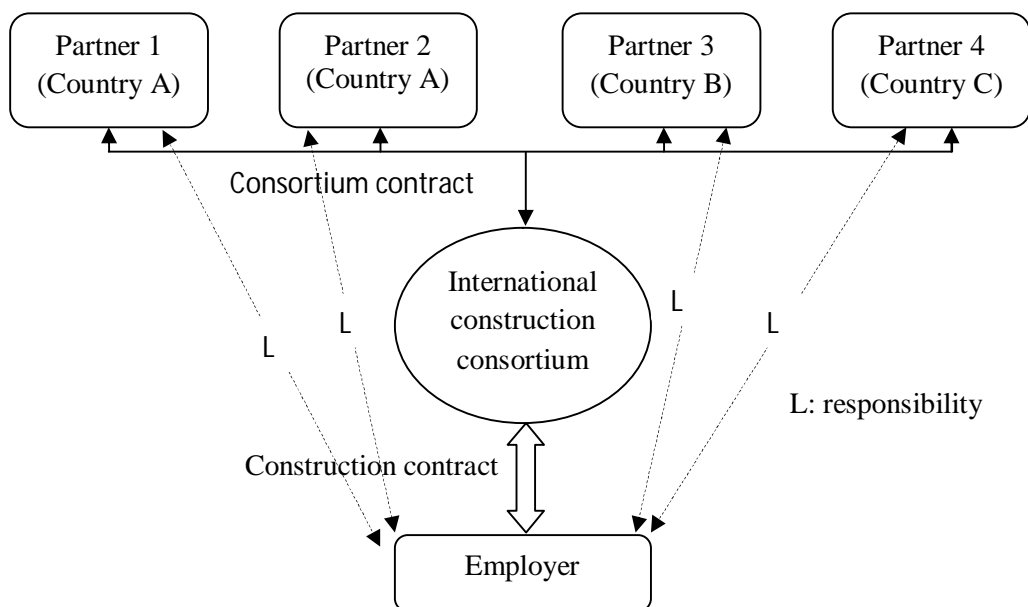 Partner 1
(Country A)
Partner 2
(Country A)
Partner 3
(Country B)
Partner 4
(Country C)
Consortium contract
International
construction
consortium
L
L
L
L
L: responsibility
Construction contract
Employer